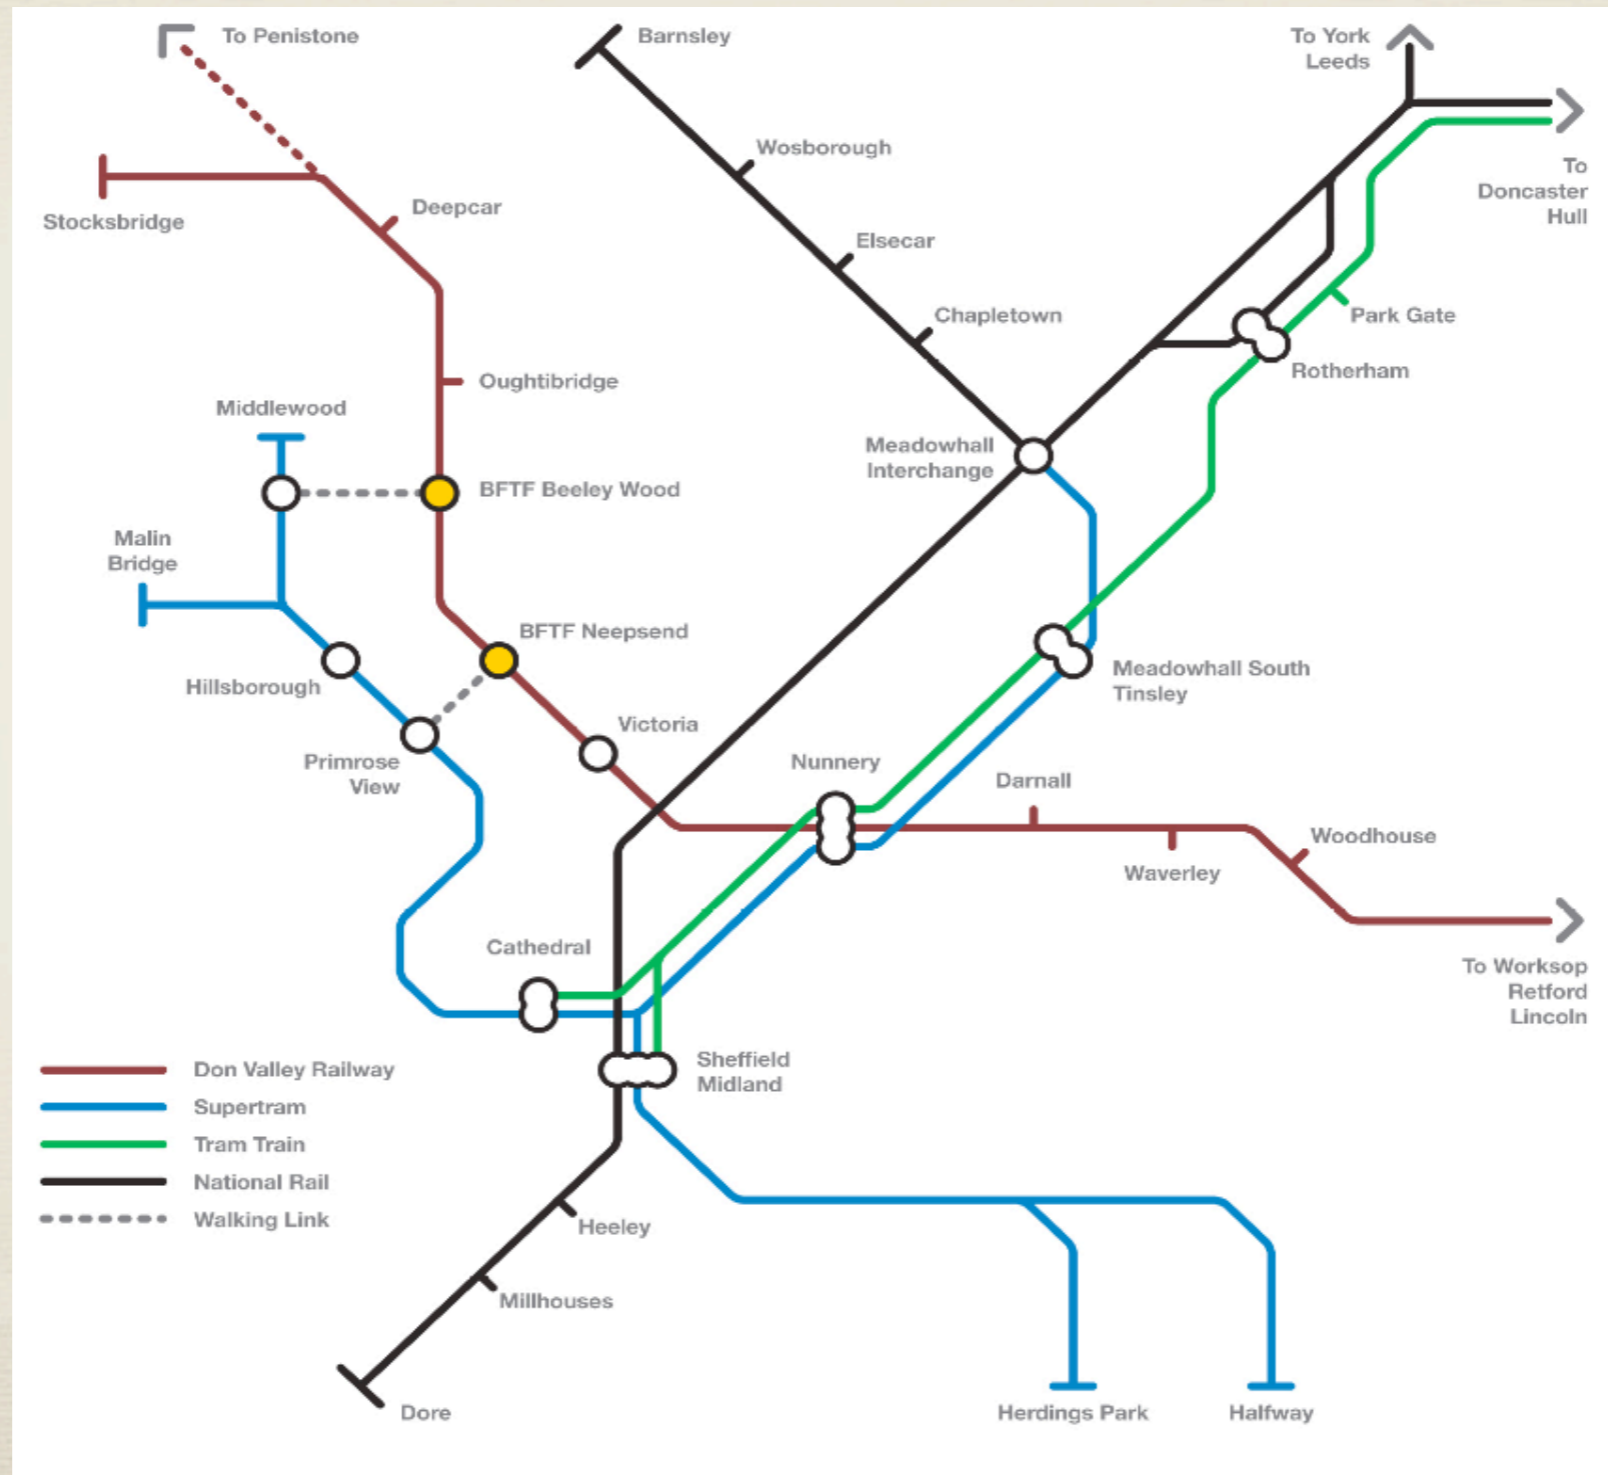 To Penistone
Barnsley
To York
Leeds
Wosborough
To
Doncaster
Hull
Stocksbridge
Deepcar
Elsecar
Chapletown
Park Gate
Rotherham
Oughtibridge
Middlewood
Meadowhall
Interchange
BFTF Beeley Wood
Malin
Bridge
BFTF Neepsend
Hillsborough
Meadowhall South
Tinsley
Victoria
Primrose
View
Nunnery
Darnall
Woodhouse
Waverley
Cathedral
To Worksop
Retford
Lincoln
Sheffield
Midland
Don Valley Railway
Supertram
Tram Train
National Rail
Walking Link
Heeley
Millhouses
Dore
Herdings Park
Halfway